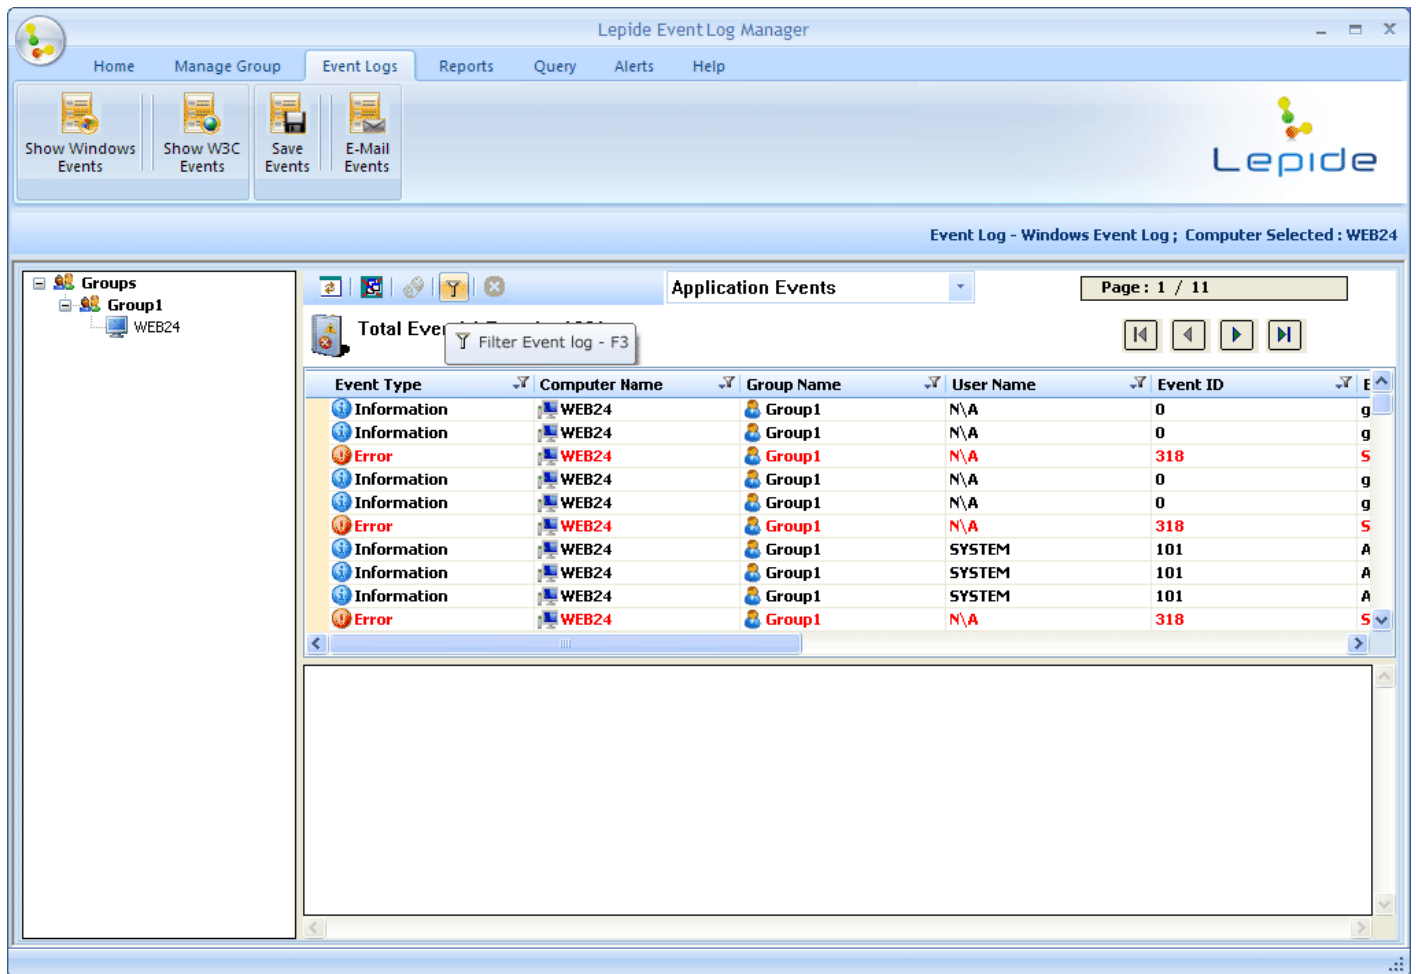 Lepide Event Log Manager
Home Manage Group Event Logs Reports Query Alerts Help
Show Windows Events
Show W3C Events
Save Events
E-Mail Events
Lepide
Event Log - Windows Event Log ; Computer Selected : WEB24
Groups
Group1
WEB24
Application Events
Page : 1 / 11
Total
Filter Event log - F3
Event Type Computer Name Group Name User Name Event ID
Information WEB24 Group1 N\A 0
Information WEB24 Group1 N\A 0
Error WEB24 Group1 N\A 318
Information WEB24 Group1 N\A 0
Information WEB24 Group1 N\A 0
Error WEB24 Group1 N\A 318
Information WEB24 Group1 SYSTEM 101
Information WEB24 Group1 SYSTEM 101
Information WEB24 Group1 SYSTEM 101
Error WEB24 Group1 N\A 318